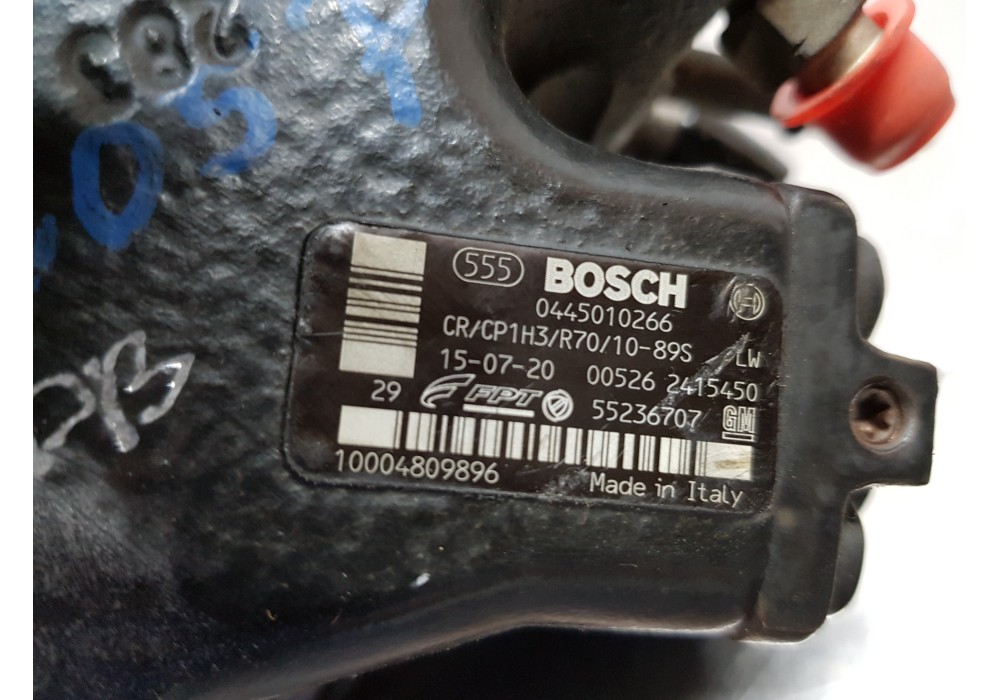 555 BOSCH
0445010266
CR/CP1H3/R70/10-89S LW
15-07-20 00526 2415450
29 FPT 55236707 GM
10004809896 Made in Italy